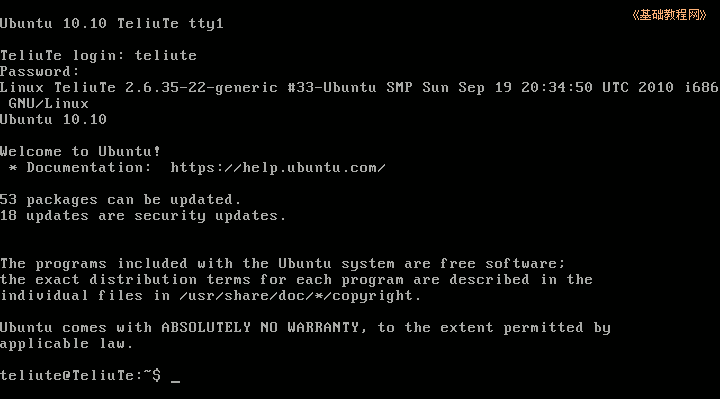 Ubuntu 10.10 TeliuTe tty1
《基础教程网》
TeliuTe login: teliute
Password:
Linux TeliuTe 2.6.35-22-generic #33-Ubuntu SMP Sun Sep 19 20:34:50 UTC 2010 i686
GNU/Linux
Ubuntu 10.10
Welcome to Ubuntu!
* Documentation:  https://help.ubuntu.com/
53 packages can be updated.
18 updates are security updates.
The programs included with the Ubuntu system are free software;
the exact distribution terms for each program are described in the
individual files in /usr/share/doc/*/copyright.
Ubuntu comes with ABSOLUTELY NO WARRANTY, to the extent permitted by
applicable law.
teliute@TeliuTe:~$ _